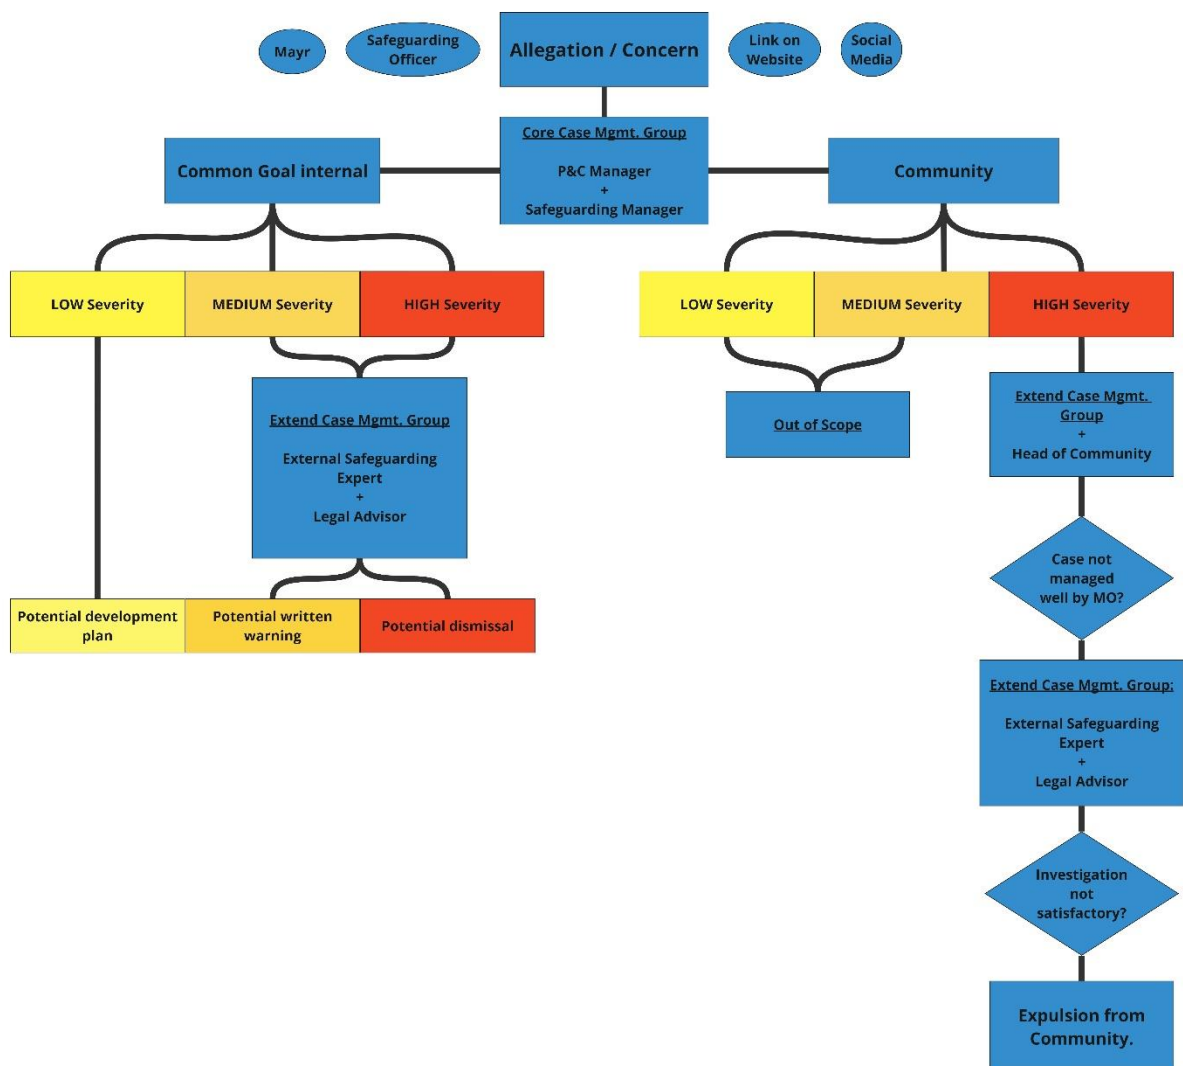 Mayr
Safeguarding
Officer
Allegation / Concern
Link on
Website
Social
Media
Core Case Mgmt. Group
P&C Manager
+
Safeguarding Manager
Common Goal internal
Community
LOW Severity
MEDIUM Severity
HIGH Severity
LOW Severity
MEDIUM Severity
HIGH Severity
Extend Case Mgmt. Group
External Safeguarding
Expert
+
Legal Advisor
Out of Scope
Extend Case Mgmt.
Group
+
Head of Community
Case not
managed
well by MO?
Potential development
plan
Potential written
warning
Potential dismissal
Extend Case Mgmt. Group:
External Safeguarding
Expert
+
Legal Advisor
Investigation
not
satisfactory?
Expulsion from
Community.